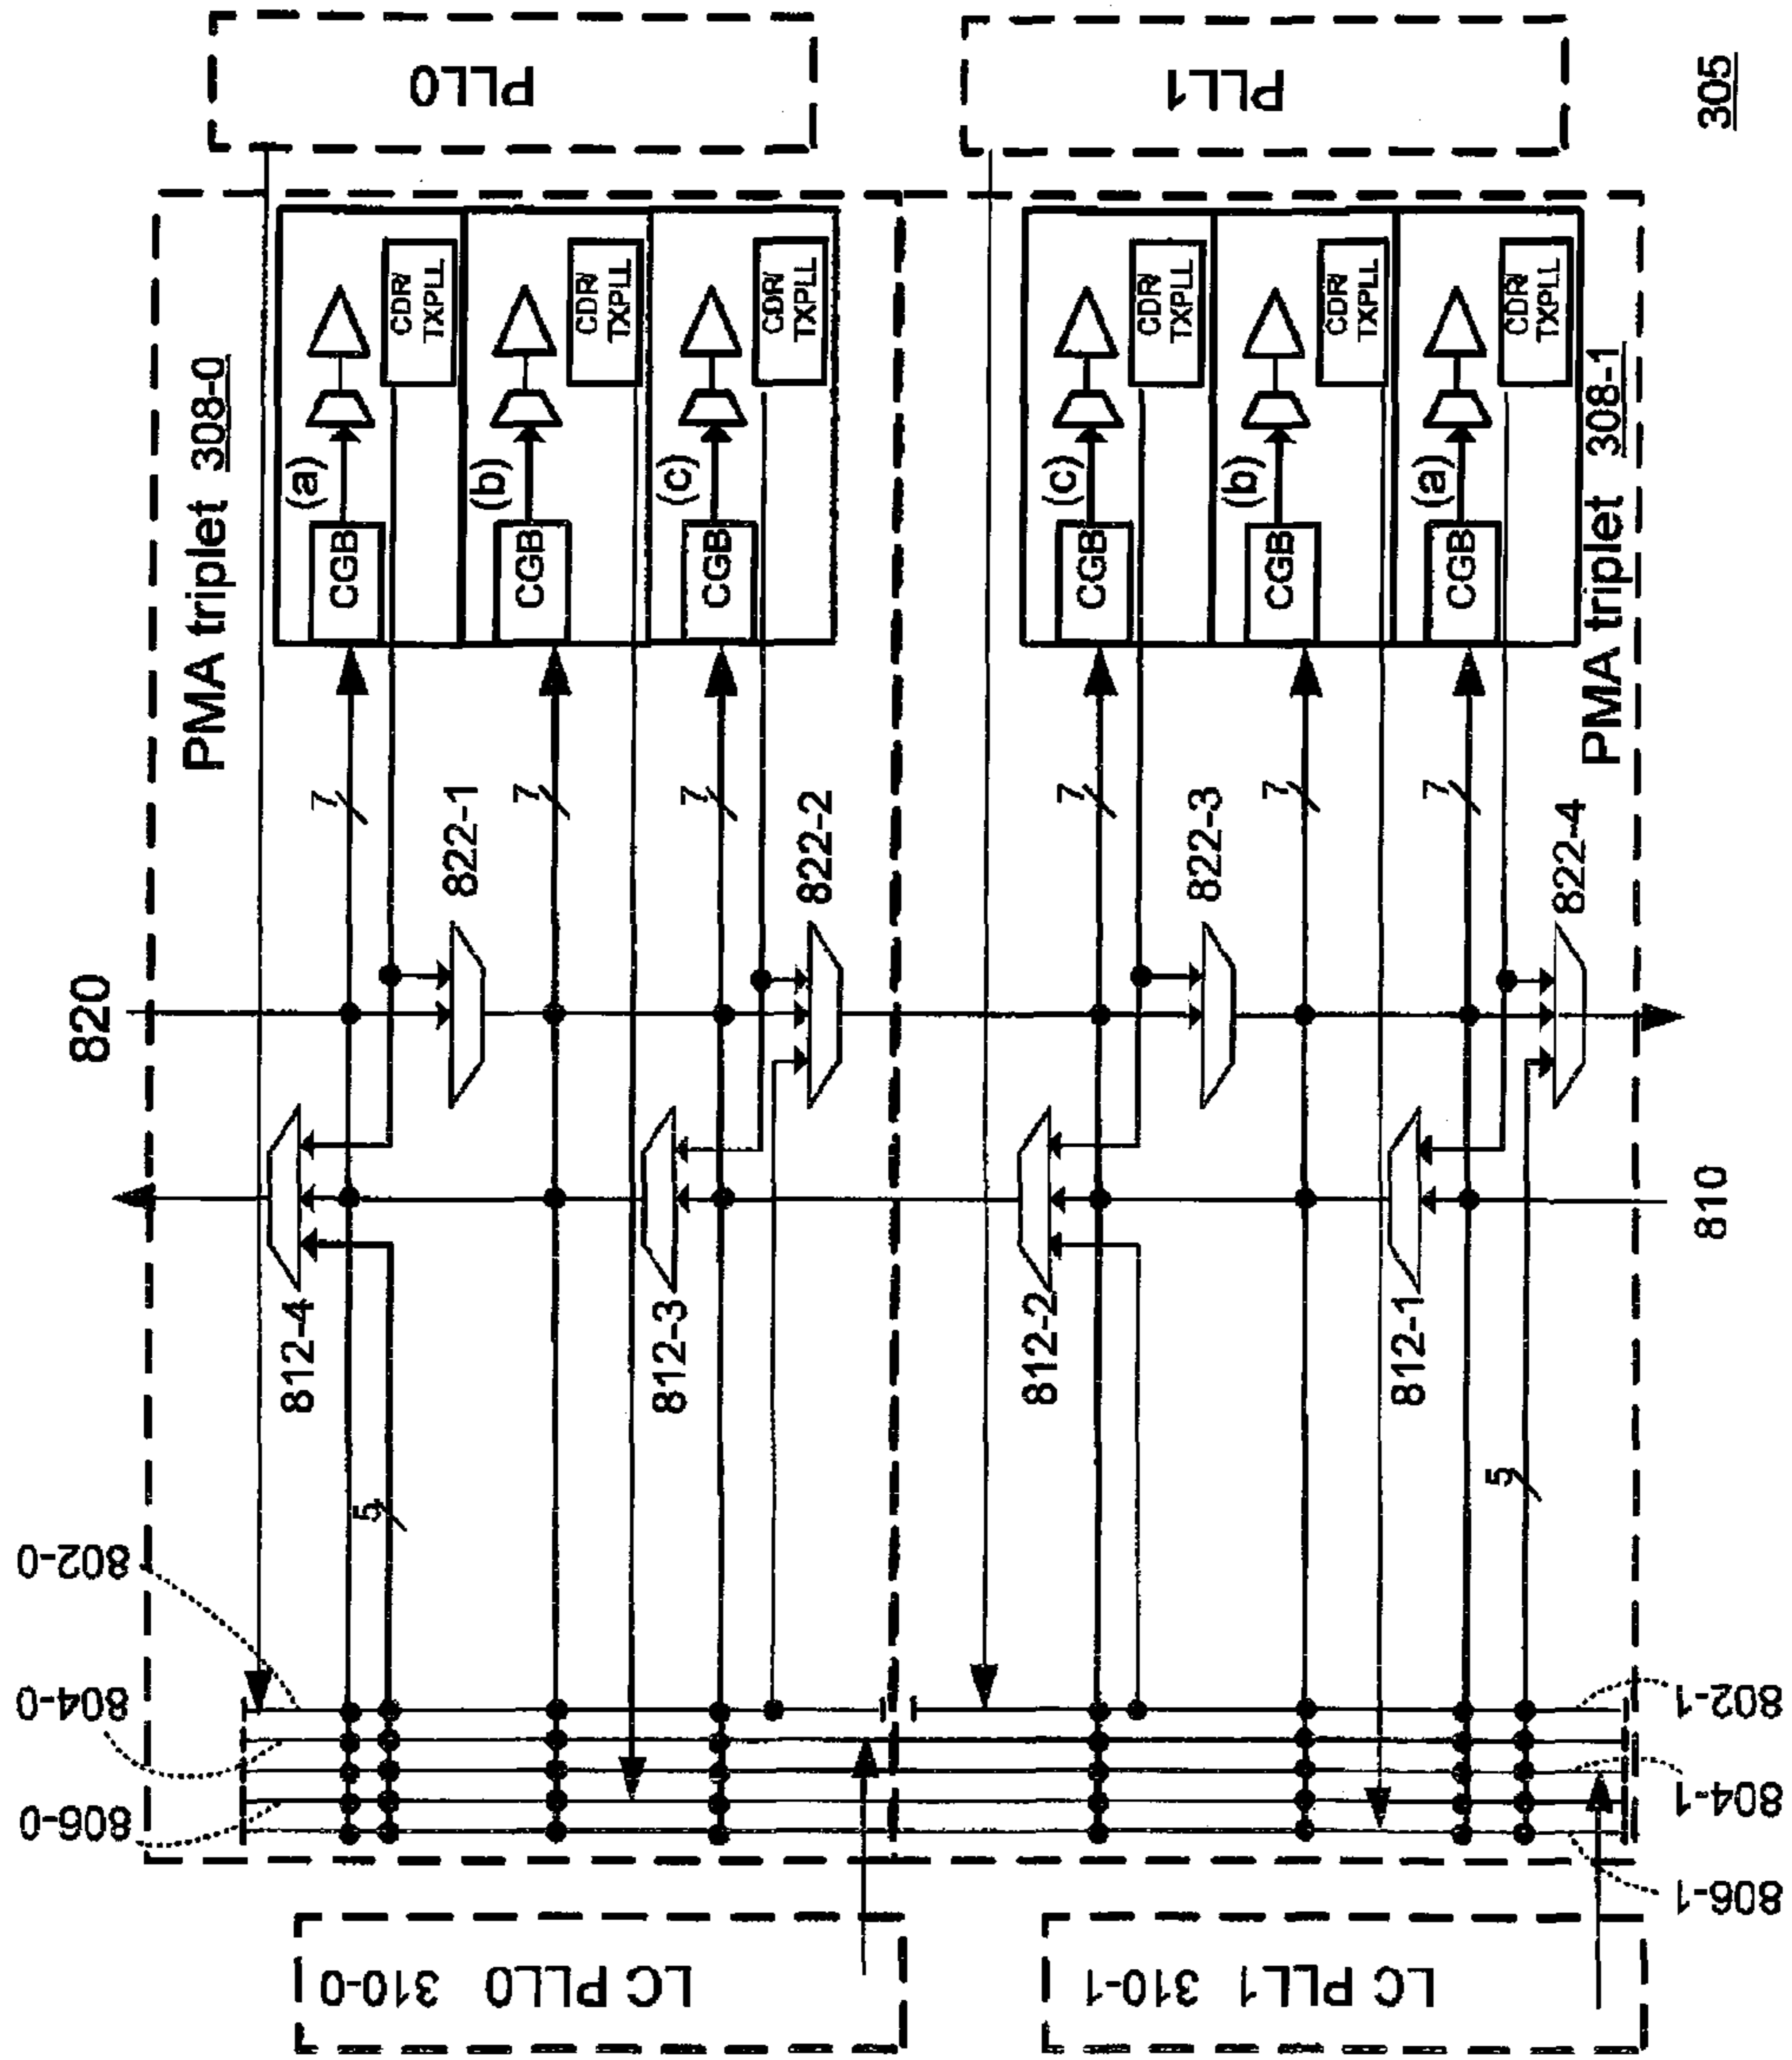 PLL0
PLL1
305
PMA triplet 308-0
(a)
CGB
CDR/
TXPLL
(b)
CGB
CDR/
TXPLL
(c)
CGB
CDR/
TXPLL
(c)
CGB
CDR/
TXPLL
(b)
CGB
CDR/
TXPLL
(a)
CGB
CDR/
TXPLL
PMA triplet 308-1
7
7
7
7
7
7
822-1
822-2
822-3
822-4
820
810
812-4
812-3
812-2
812-1
5
5
802-0
804-0
806-0
802-1
804-1
806-1
LC PLL0 310-0
LC PLL1 310-1